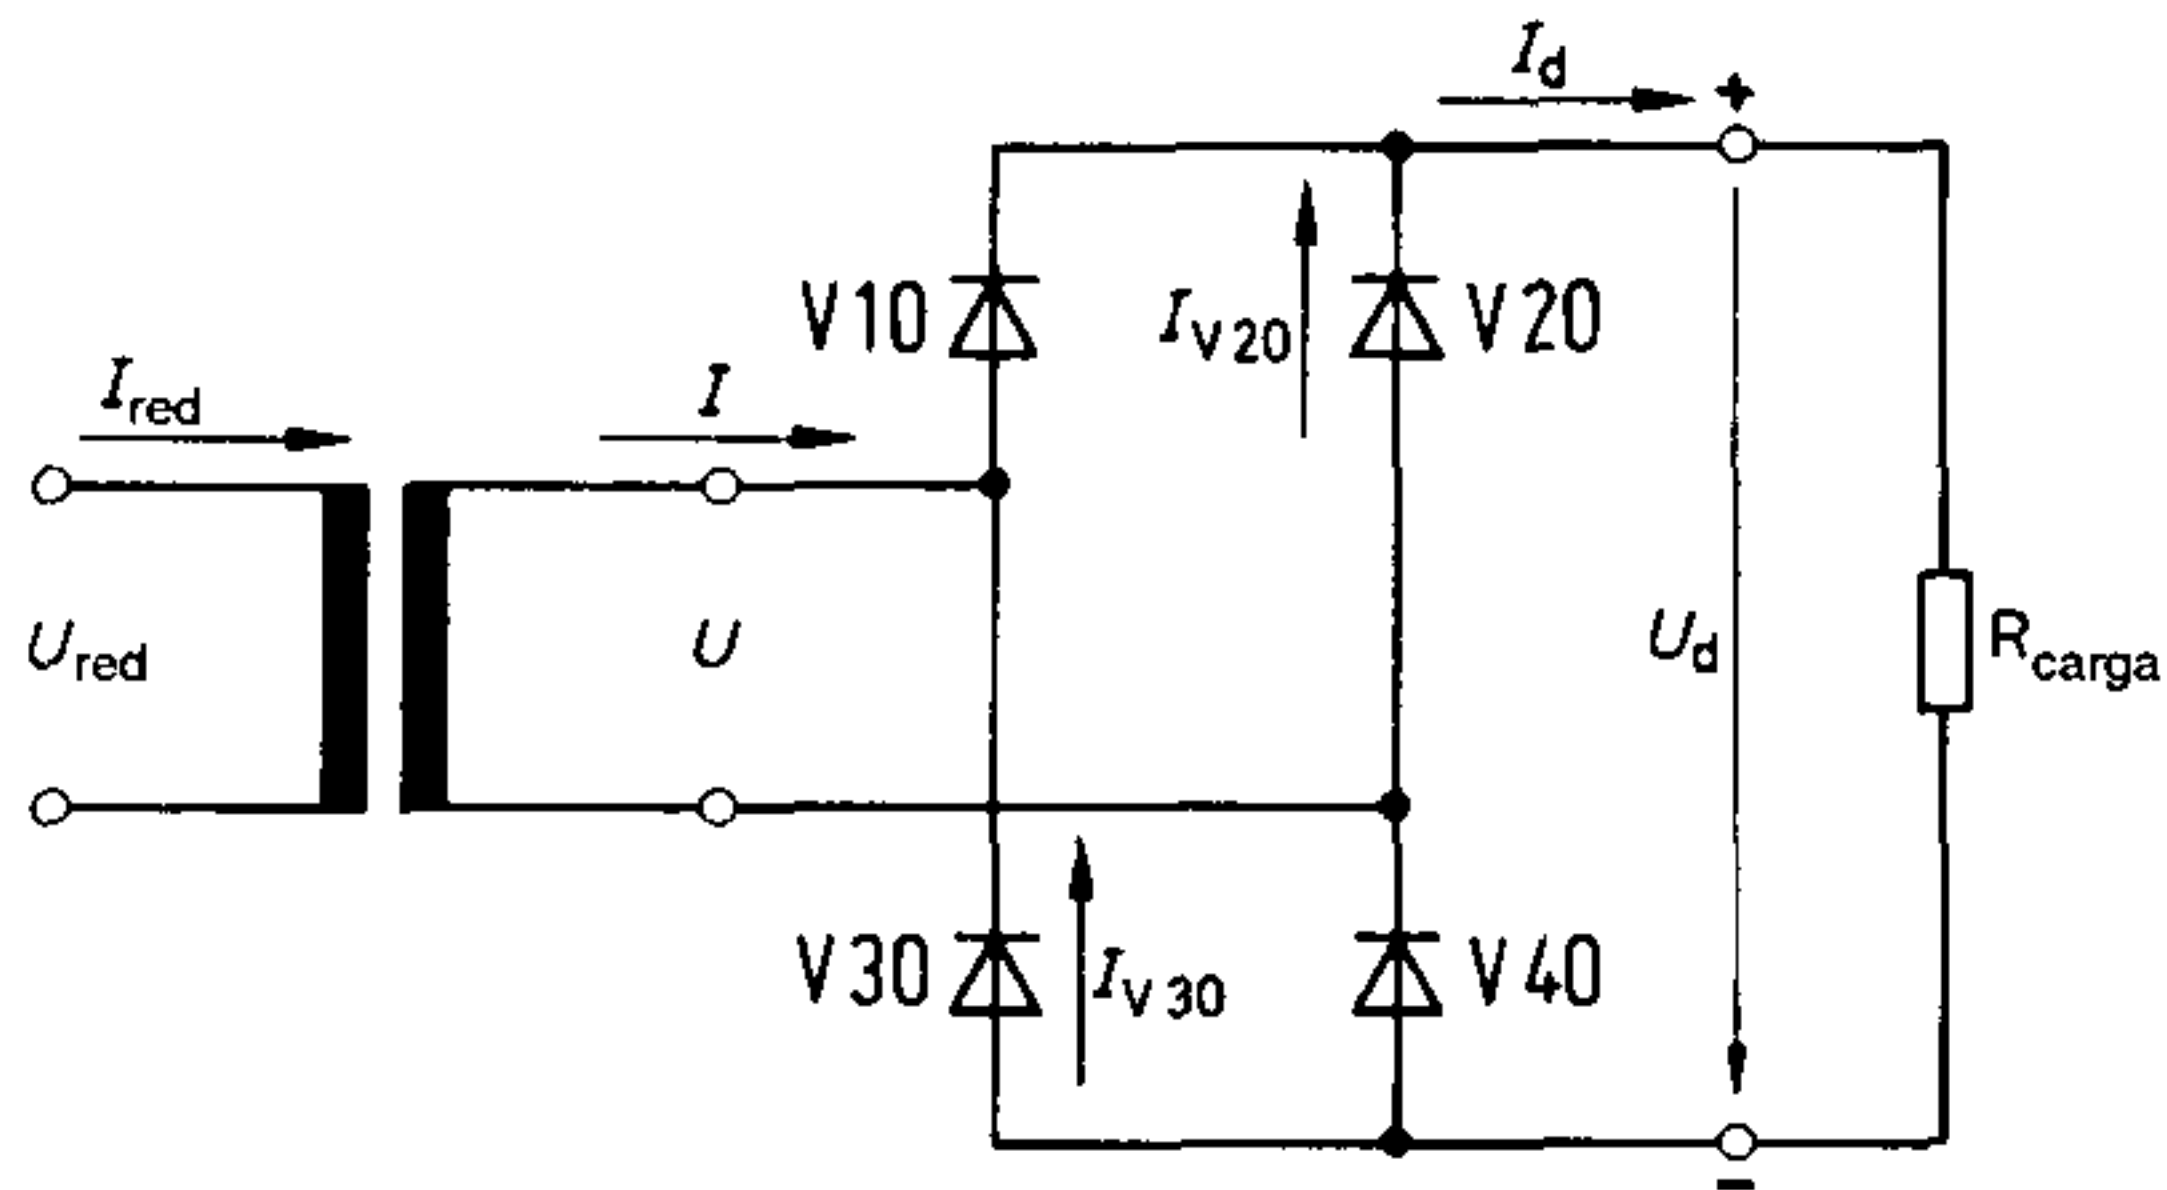 I_d
+
V10
I_V20
V20
I_red
I
U_red
U
U_d
R_carga
V30
I_V30
V40
-